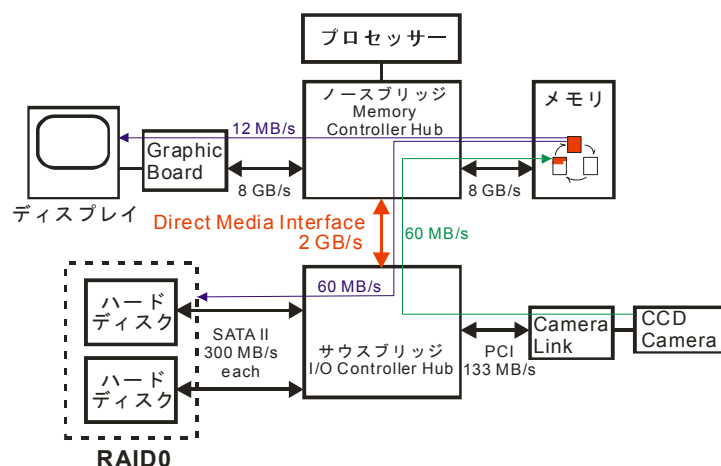 プロセッサー
ノースブリッジ
Memory
Controller Hub
メモリ
12 MB/s
Graphic
Board
8 GB/s
8 GB/s
ディスプレイ
Direct Media Interface
2 GB/s
60 MB/s
60 MB/s
ハード
ディスク
SATA II
300 MB/s
each
サウスブリッジ
I/O Controller Hub
PCI
133 MB/s
Camera
Link
CCD
Camera
ハード
ディスク
RAID0